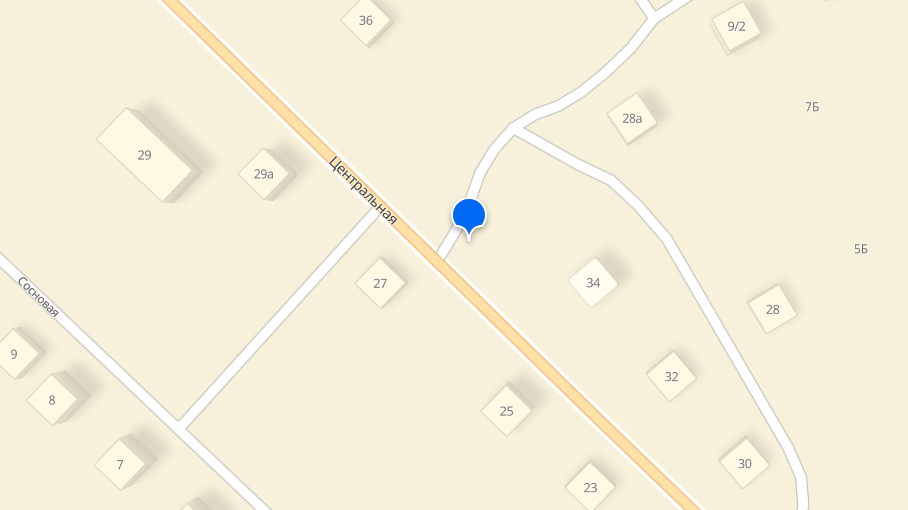 36
9/2
7Б
28а
29
29а
Центральная
5Б
27
34
Сосновая
28
9
32
8
25
7
30
23